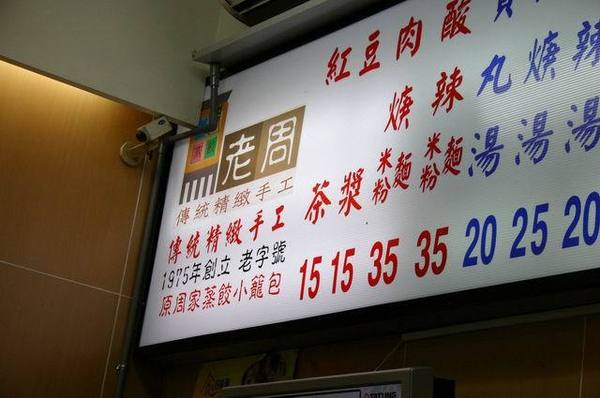 老周
傳統精緻手工
傳統精緻手工
1975年創立 老字號
原周家蒸餃小籠包
紅茶 15
豆漿 15
肉焿米粉麵 35
酸辣米粉麵 35
丸湯 20
焿湯 25
辣湯 20
TATUNG